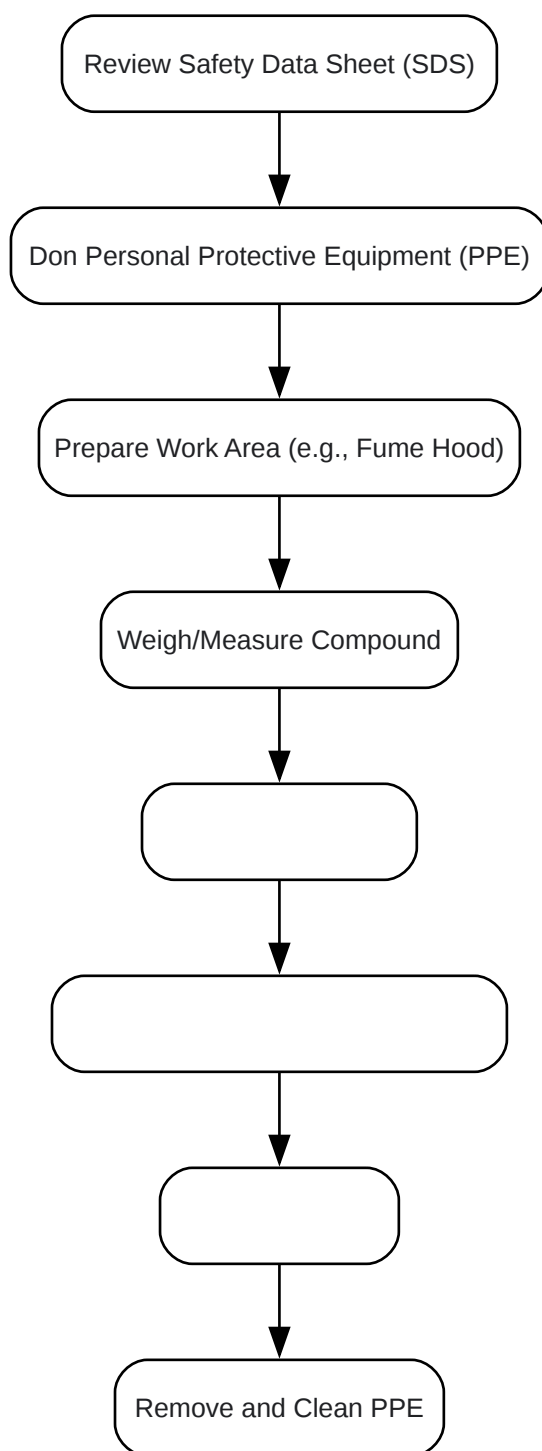 Review Safety Data Sheet (SDS)
Don Personal Protective Equipment (PPE)
Prepare Work Area (e.g., Fume Hood)
Weigh/Measure Compound
Remove and Clean PPE